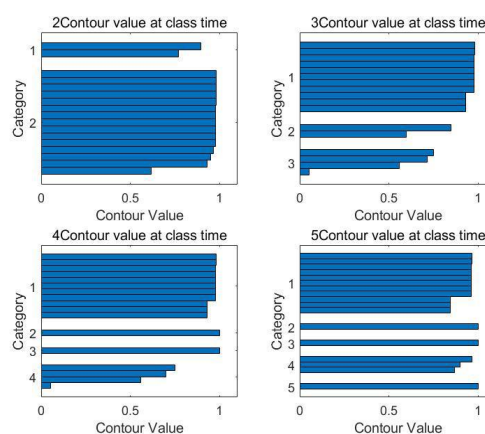 2Contour value at class time
Category
1
2
0 0.5 1
Contour Value
3Contour value at class time
Category
1
2
3
0 0.5 1
Contour Value
4Contour value at class time
Category
1
2
3
4
0 0.5 1
Contour Value
5Contour value at class time
Category
1
2
3
4
5
0 0.5 1
Contour Value